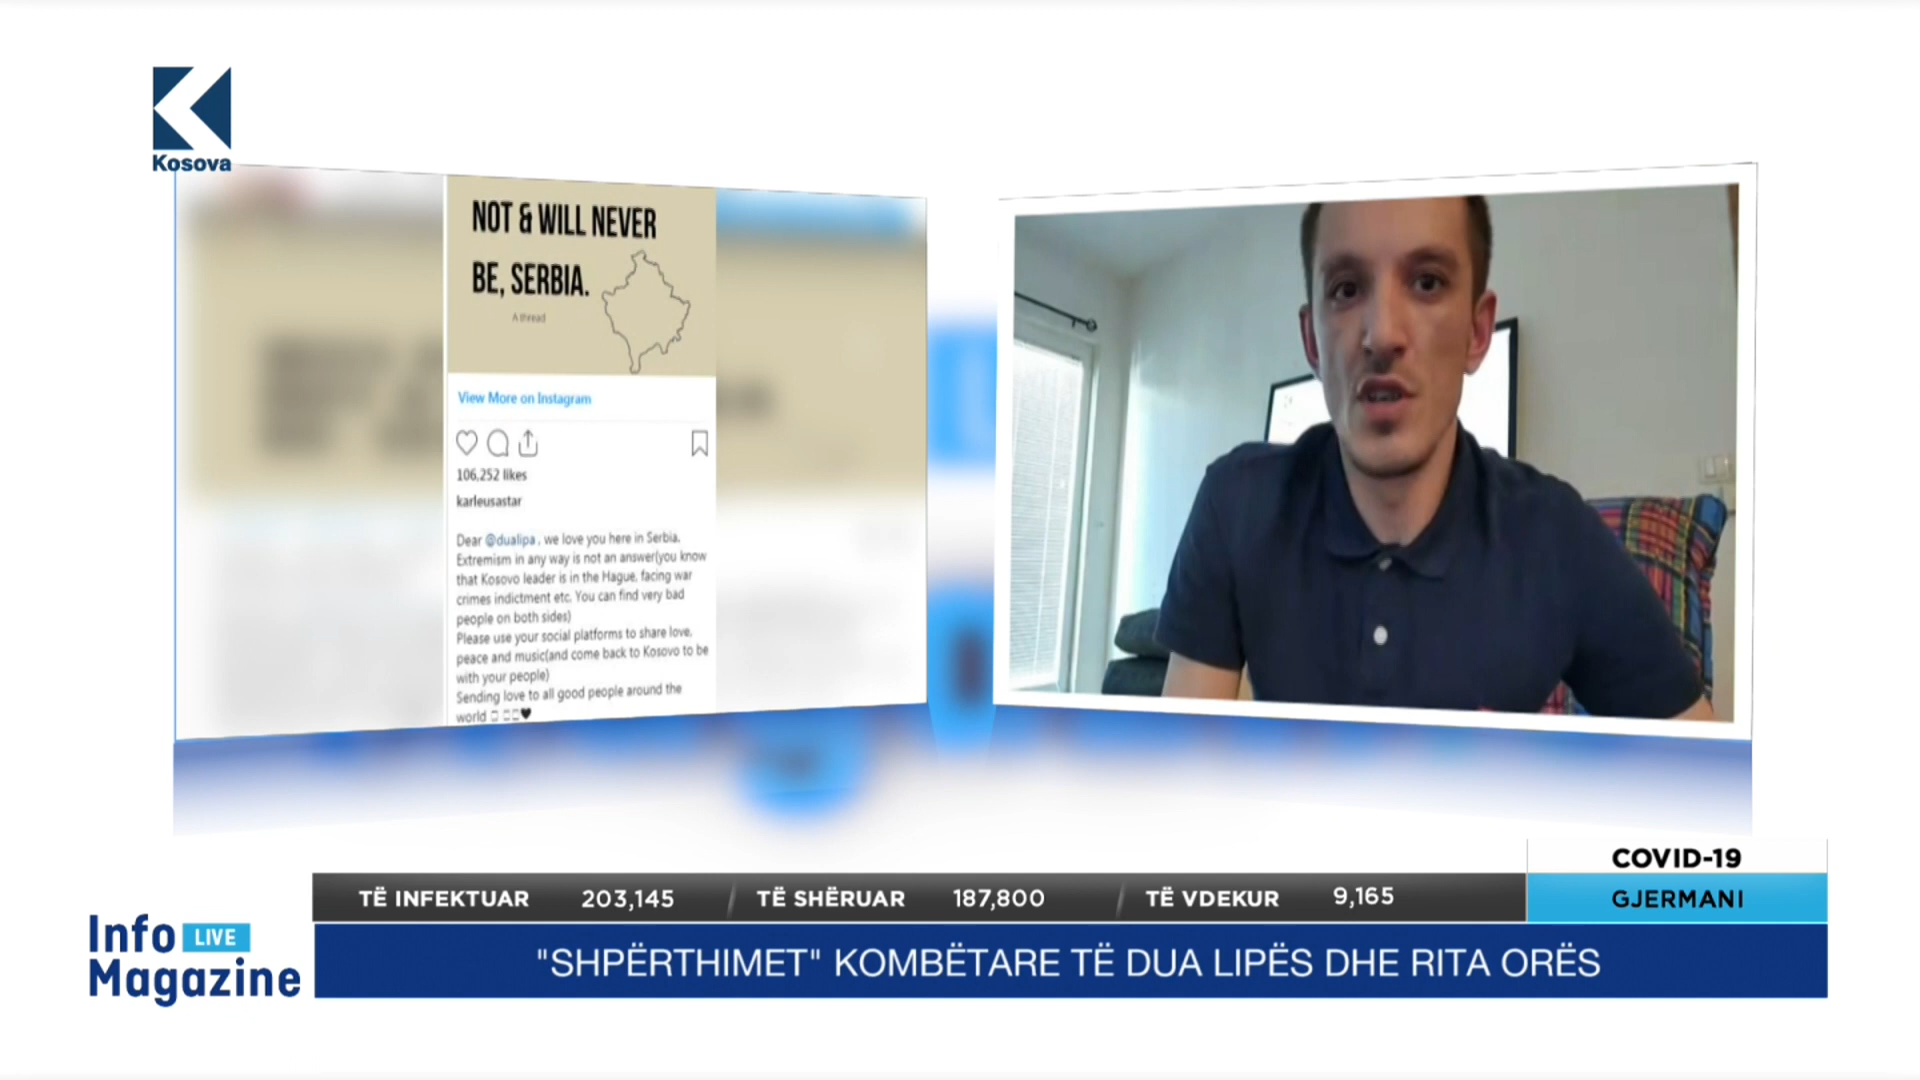 Kosova
NOT & WILL NEVER
BE, SERBIA.
A thread
View More on Instagram
106,252 likes
karleusastar
Dear @dualipa , we love you here in Serbia.
Extremism in any way is not an answer(you know
that Kosovo leader is in the Hague, facing war
crimes indictment etc. You can find very bad
people on both sides)
Please use your social platforms to share love,
peace and music(and come back to Kosovo to be
with your people)
Sending love to all good people around the
world
COVID-19
TË INFEKTUAR 203,145 / TË SHËRUAR 187,800 / TË VDEKUR 9,165
GJERMANI
Info LIVE
Magazine
"SHPËRTHIMET" KOMBËTARE TË DUA LIPËS DHE RITA ORËS